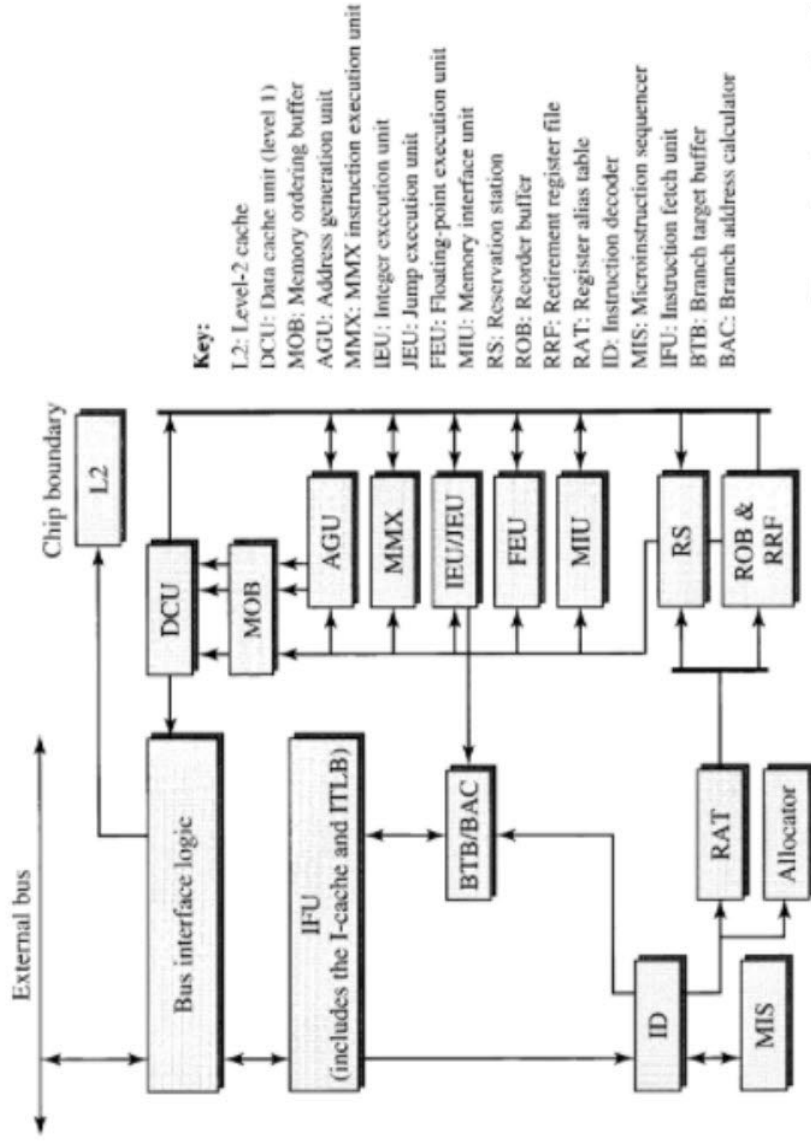 External bus
Chip boundary
Bus interface logic
DCU
L2
MOB
IFU
(includes the I-cache and ITLB)
AGU
MMX
BTB/BAC
IEU/JEU
FEU
MIU
ID
RAT
RS
MIS
Allocator
ROB &
RRF
Key:
L2: Level-2 cache
DCU: Data cache unit (level 1)
MOB: Memory ordering buffer
AGU: Address generation unit
MMX: MMX instruction execution unit
IEU: Integer execution unit
JEU: Jump execution unit
FEU: Floating-point execution unit
MIU: Memory interface unit
RS: Reservation station
ROB: Reorder buffer
RRF: Retirement register file
RAT: Register alias table
ID: Instruction decoder
MIS: Microinstruction sequencer
IFU: Instruction fetch unit
BTB: Branch target buffer
BAC: Branch address calculator